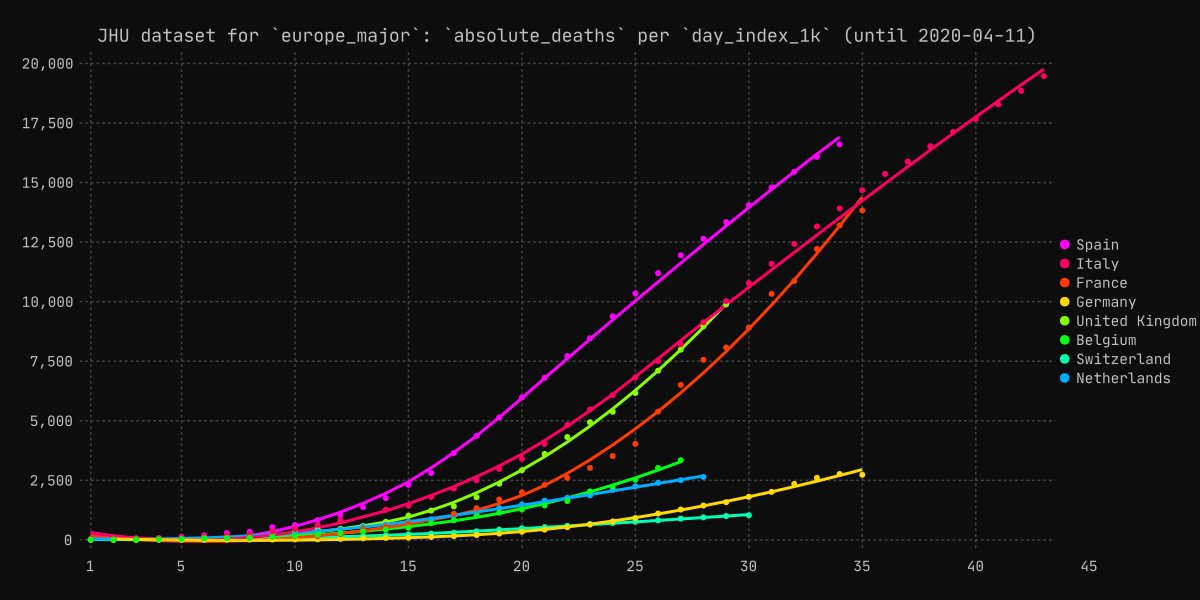 JHU dataset for `europe_major`: `absolute_deaths` per `day_index_1k` (until 2020-04-11)
20,000
17,500
15,000
12,500
10,000
7,500
5,000
2,500
0
1 5 10 15 20 25 30 35 40 45
Spain
Italy
France
Germany
United Kingdom
Belgium
Switzerland
Netherlands